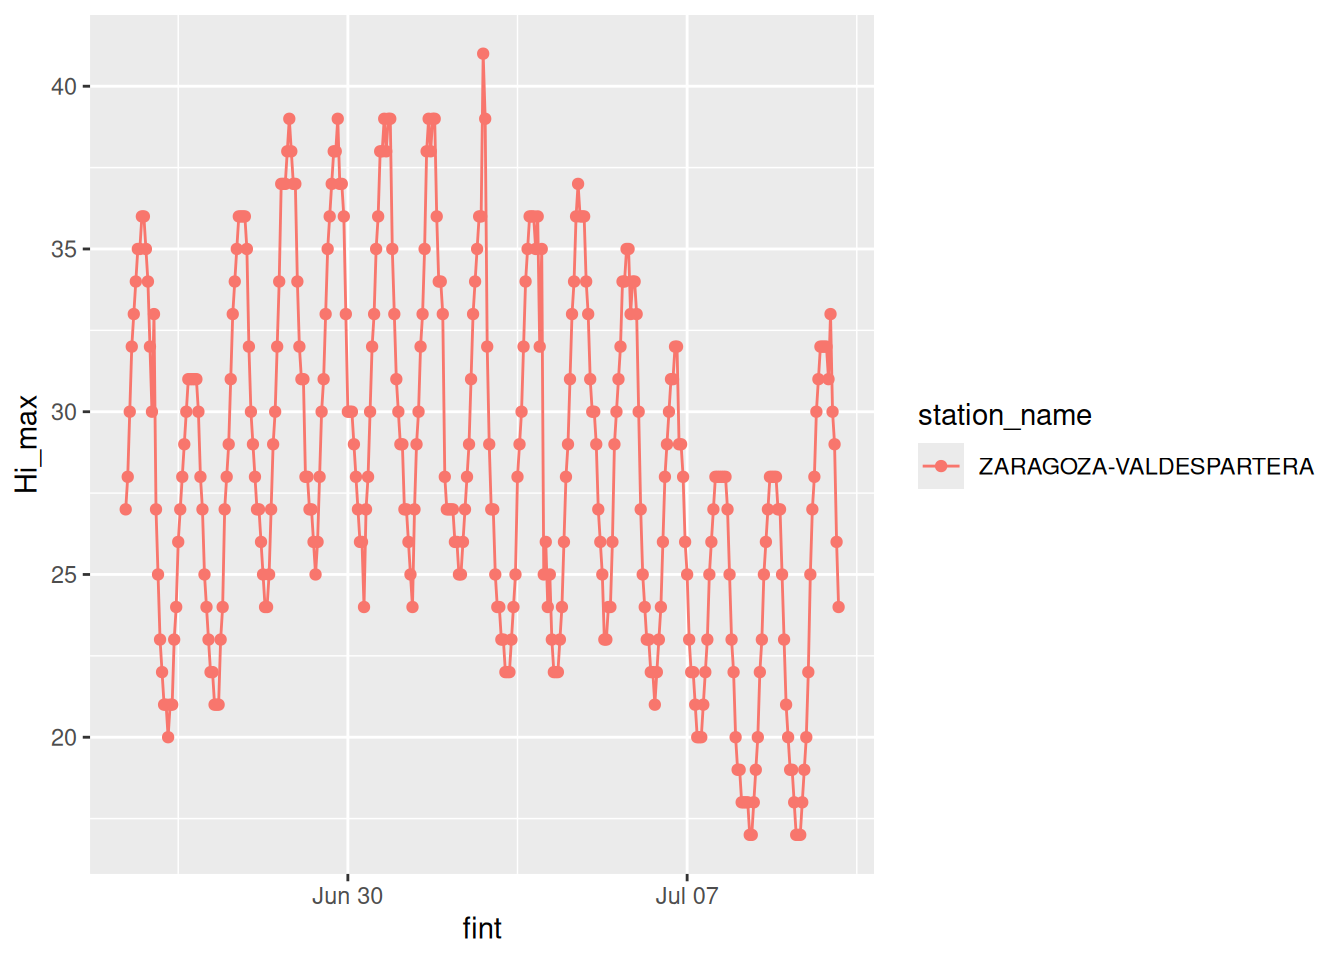 40
35
30
25
20
Hi_max
Jun 30
Jul 07
fint
station_name
ZARAGOZA-VALDESPARTERA